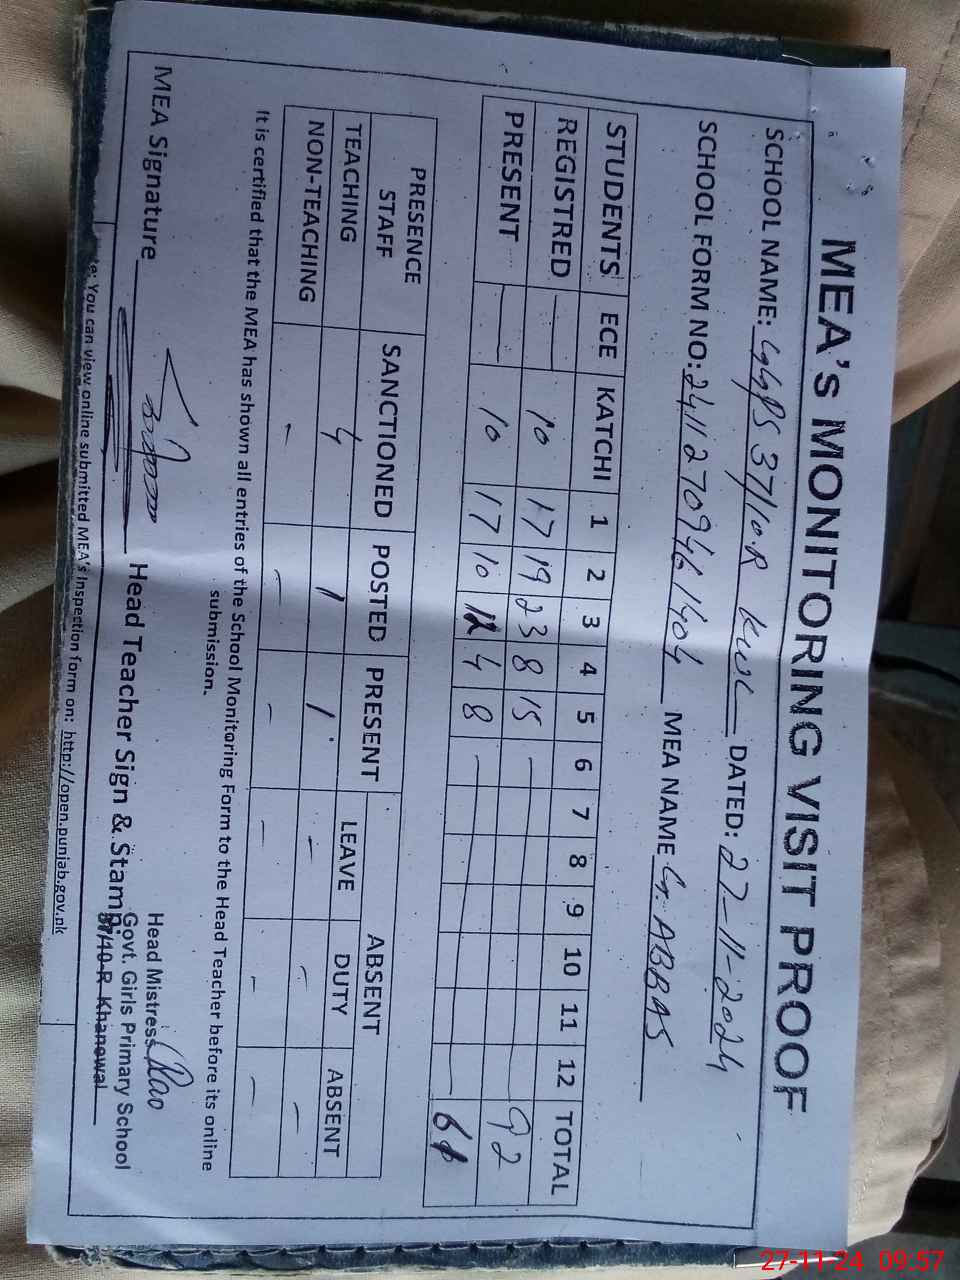 MEA's MONITORING VISIT PROOF
SCHOOL NAME: GGPS 37/10.R KWL DATED: 27-11-2024
SCHOOL FORM NO: 24112709461404 MEA NAME G. ABBAS
STUDENTS ECE KATCHI 1 2 3 4 5 6 7 8 9 10 11 12 TOTAL
REGISTRED — 10 17 19 23 8 15 — 92
PRESENT — 10 17 10 12 4 8 — 61
PRESENCE STAFF SANCTIONED POSTED PRESENT ABSENT
LEAVE DUTY ABSENT
TEACHING 4 1 1 - - -
NON-TEACHING - - - - - -
It is certified that the MEA has shown all entries of the School Monitoring Form to the Head Teacher before its online
submission.
MEA Signature Head Teacher Sign & Stamp:
Head Mistress
Govt. Girls Primary School
37/10-R Khanewal
te: You can view online submitted MEA's Inspection form on: http://open.punjab.gov.pk
27-11-24 09:57